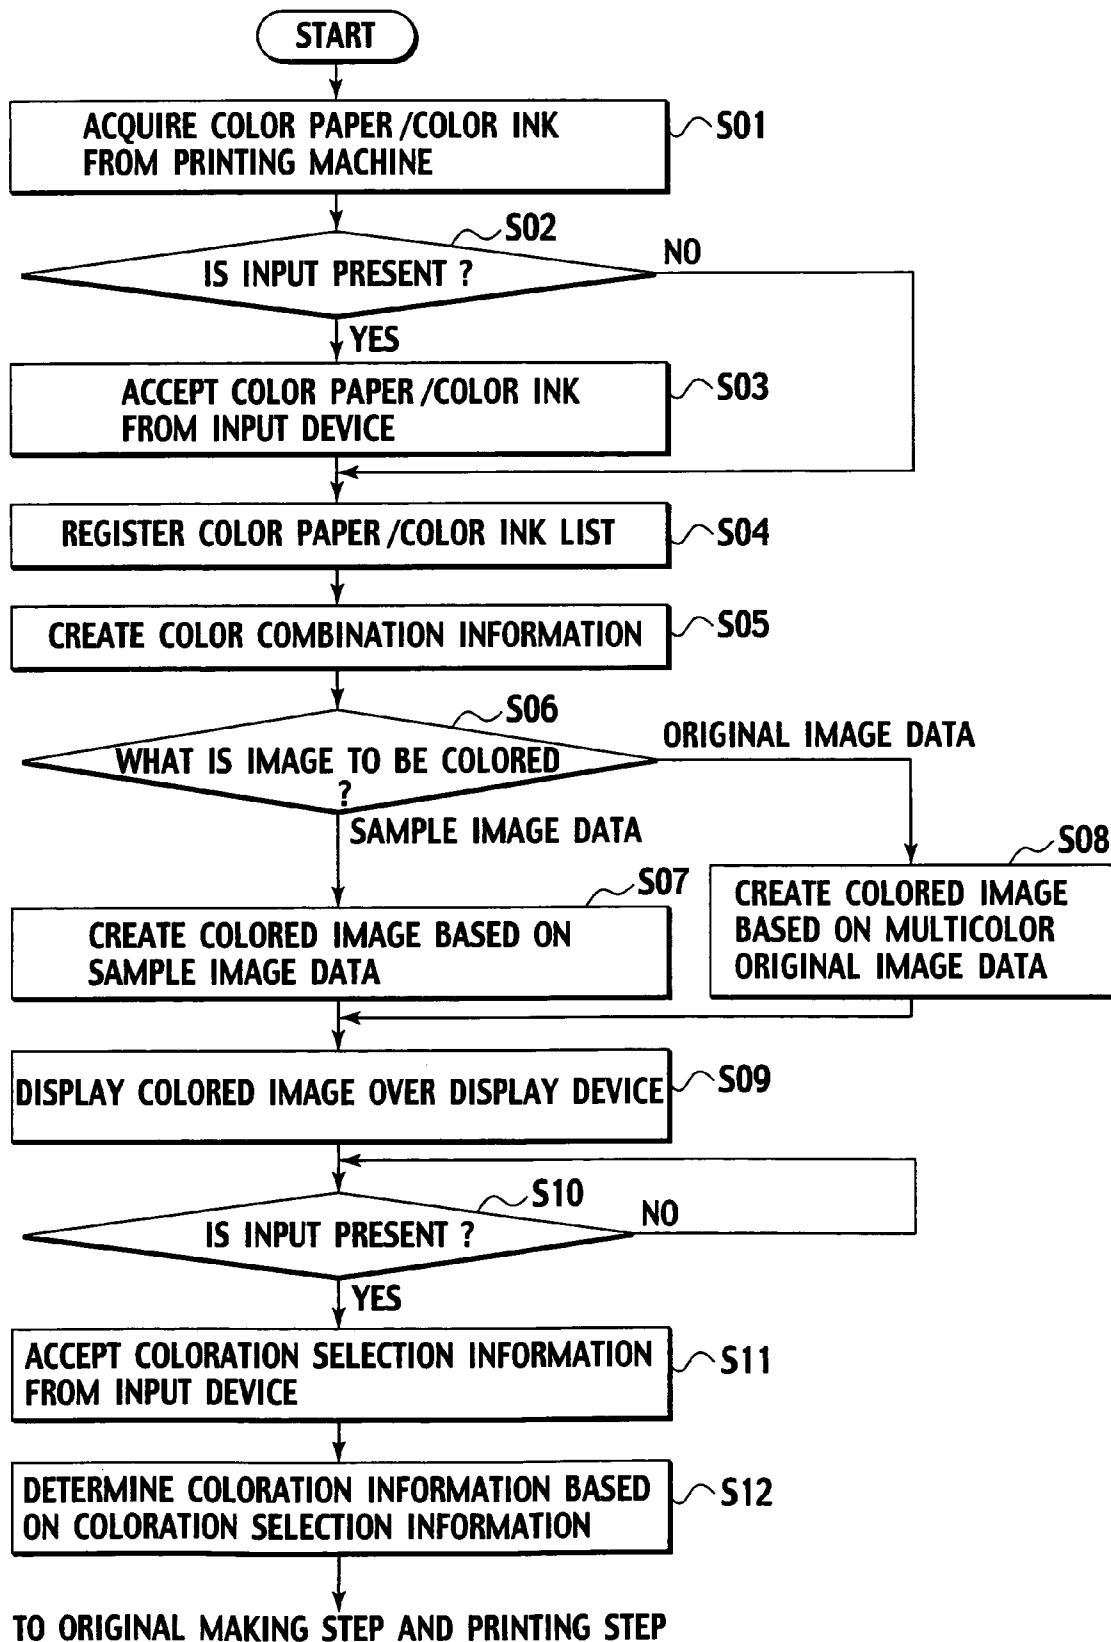 START
ACQUIRE COLOR PAPER/COLOR INK
FROM PRINTING MACHINE
S01
S02
IS INPUT PRESENT ?
NO
YES
ACCEPT COLOR PAPER/COLOR INK
FROM INPUT DEVICE
S03
REGISTER COLOR PAPER/COLOR INK LIST
S04
CREATE COLOR COMBINATION INFORMATION
S05
S06
WHAT IS IMAGE TO BE COLORED
?
ORIGINAL IMAGE DATA
SAMPLE IMAGE DATA
S07
CREATE COLORED IMAGE BASED ON
SAMPLE IMAGE DATA
S08
CREATE COLORED IMAGE
BASED ON MULTICOLOR
ORIGINAL IMAGE DATA
DISPLAY COLORED IMAGE OVER DISPLAY DEVICE
S09
S10
IS INPUT PRESENT ?
NO
YES
ACCEPT COLORATION SELECTION INFORMATION
FROM INPUT DEVICE
S11
DETERMINE COLORATION INFORMATION BASED
ON COLORATION SELECTION INFORMATION
S12
TO ORIGINAL MAKING STEP AND PRINTING STEP